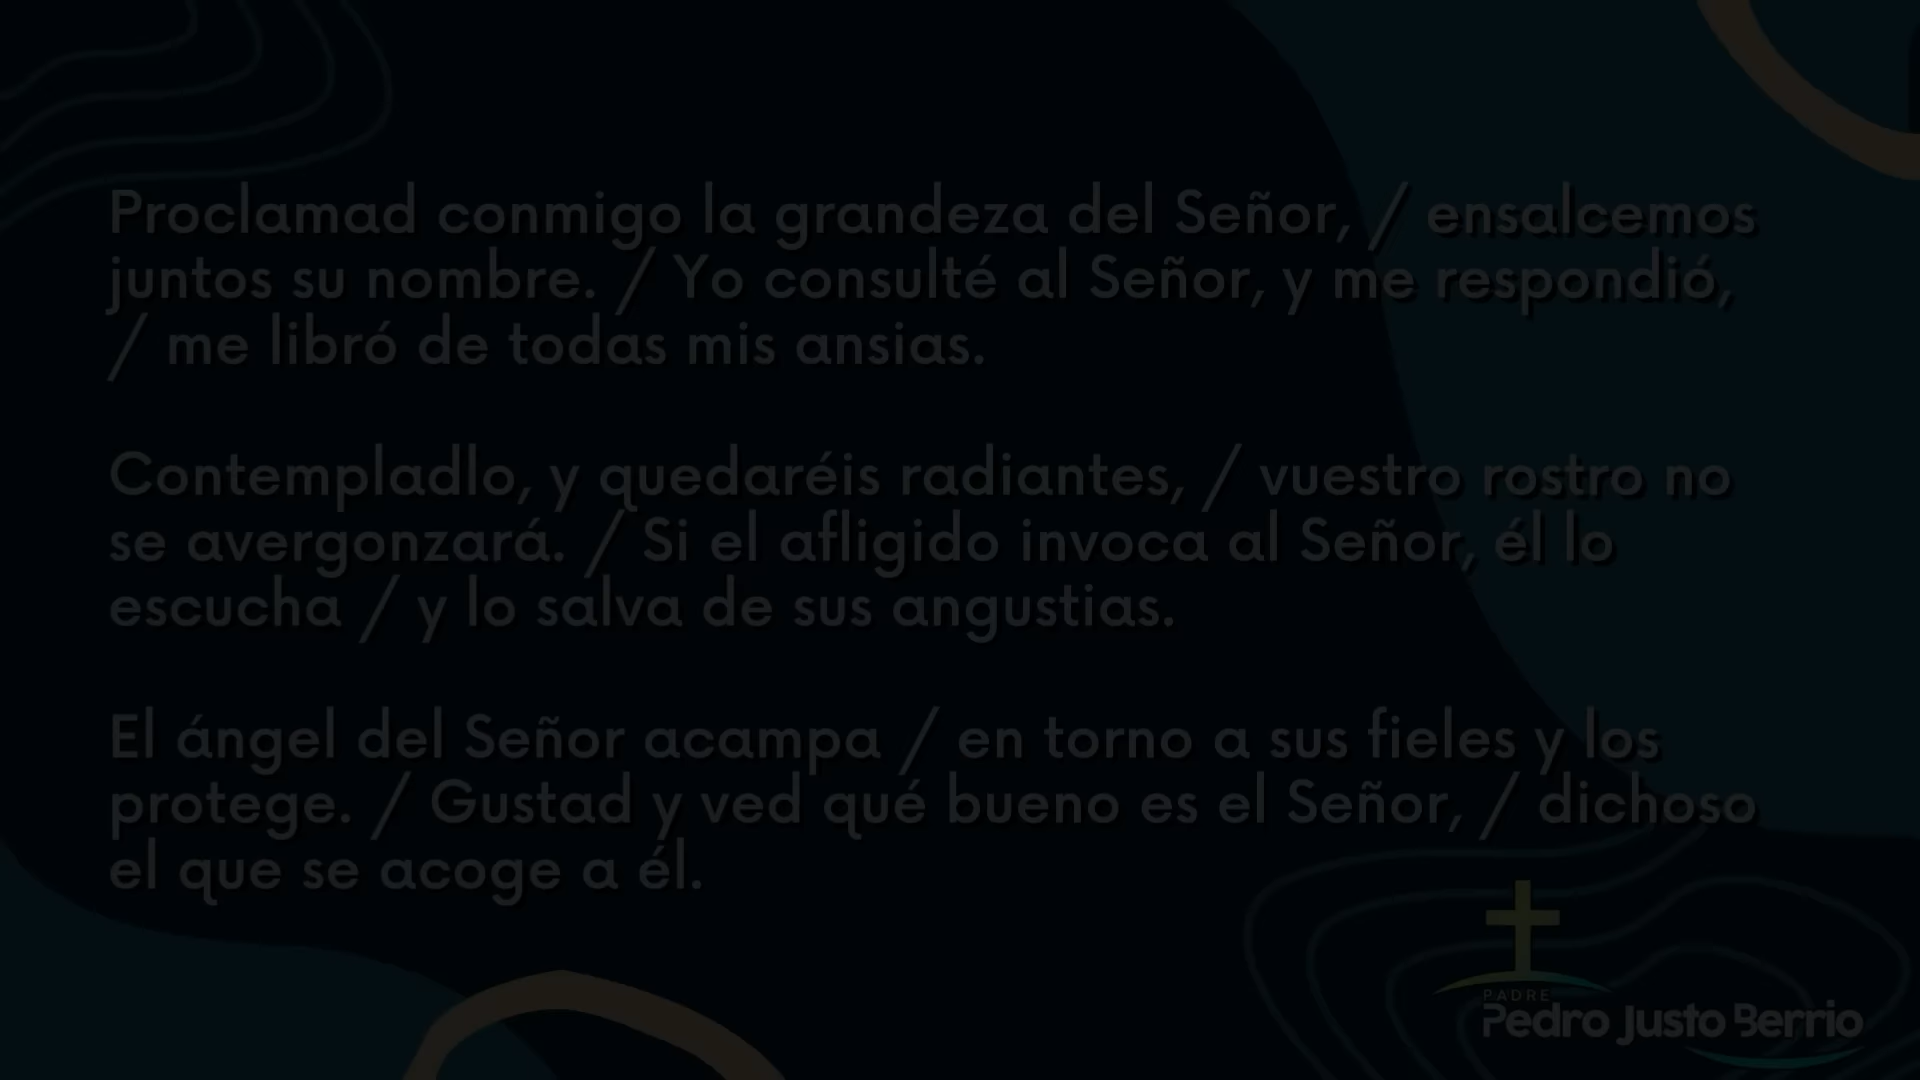 Proclamad conmigo la grandeza del Señor, / ensalcemos
juntos su nombre. / Yo consulté al Señor, y me respondió,
/ me libró de todas mis ansias.
Contempladlo, y quedaréis radiantes, / vuestro rostro no
se avergonzará. / Si el afligido invoca al Señor, él lo
escucha / y lo salva de sus angustias.
El ángel del Señor acampa / en torno a sus fieles y los
protege. / Gustad y ved qué bueno es el Señor, / dichoso
el que se acoge a él.
PADRE
Pedro Justo Berrio